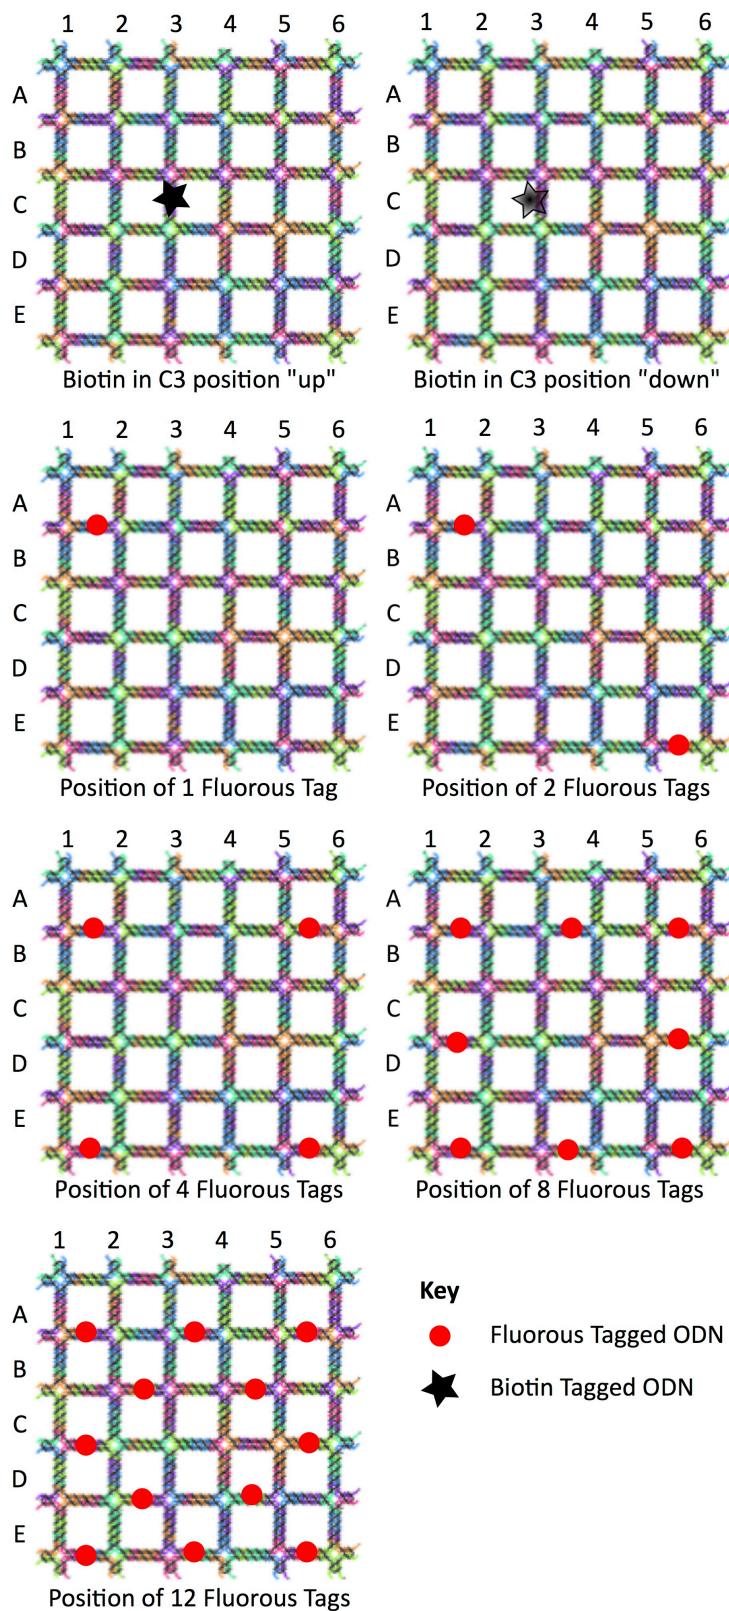 1 2 3 4 5 6
1 2 3 4 5 6
A
B
C
D
E
A
B
C
D
E
Biotin in C3 position "up"
Biotin in C3 position "down"
1 2 3 4 5 6
1 2 3 4 5 6
A
B
C
D
E
A
B
C
D
E
Position of 1 Fluorous Tag
Position of 2 Fluorous Tags
1 2 3 4 5 6
1 2 3 4 5 6
A
B
C
D
E
A
B
C
D
E
Position of 4 Fluorous Tags
Position of 8 Fluorous Tags
1 2 3 4 5 6
A
B
C
D
E
Position of 12 Fluorous Tags
Key
Fluorous Tagged ODN
Biotin Tagged ODN